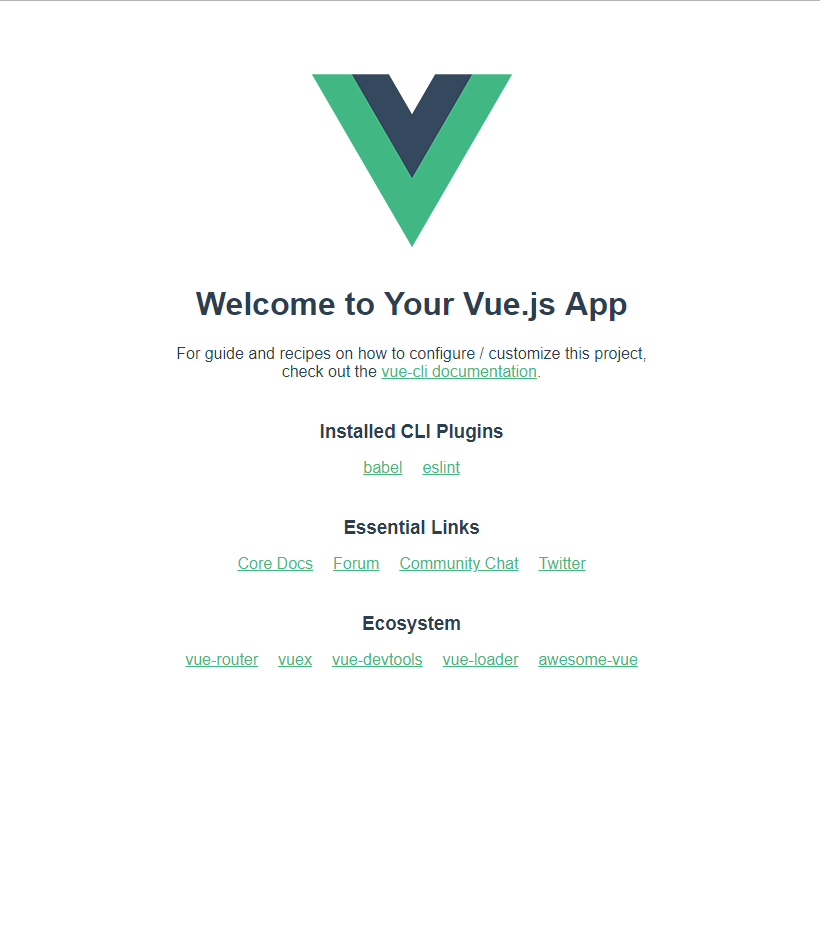 Welcome to Your Vue.js App
For guide and recipes on how to configure / customize this project,
check out the vue-cli documentation.
Installed CLI Plugins
babel eslint
Essential Links
Core Docs Forum Community Chat Twitter
Ecosystem
vue-router vuex vue-devtools vue-loader awesome-vue